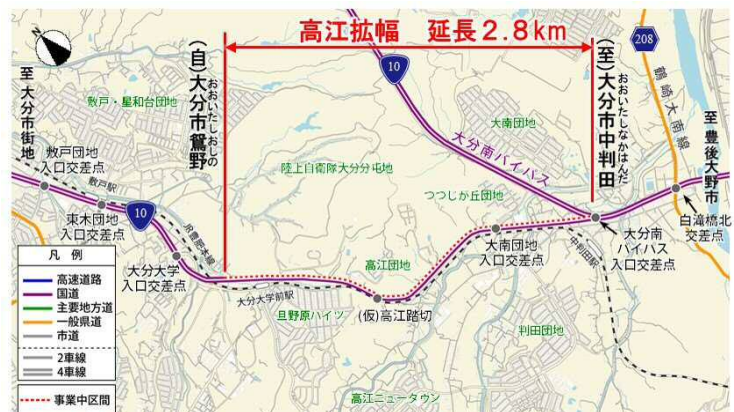 高江拡幅 延長2.8km
至 大分市街地
(自)大分市鴛野
おおいたしおしの
(至)大分市中判田
おおいたしなかはんだ
至 豊後大野市
10
208
鶴崎大南線
敷戸・星和台団地
敷戸団地
入口交差点
敷戸駅
東木団地
入口交差点
10
大分大学
入口交差点
JR豊肥本線
大分大学前駅
陸上自衛隊大分分屯地
大南団地
大分南バイパス
つつじが丘団地
高江団地
大南団地
入口交差点
中判田駅
大分南
バイパス
入口交差点
白滝橋北
交差点
旦野原ハイツ
(仮)高江踏切
判田団地
高江ニュータウン
凡 例
高速道路
国道
主要地方道
一般県道
市道
2車線
4車線
事業中区間